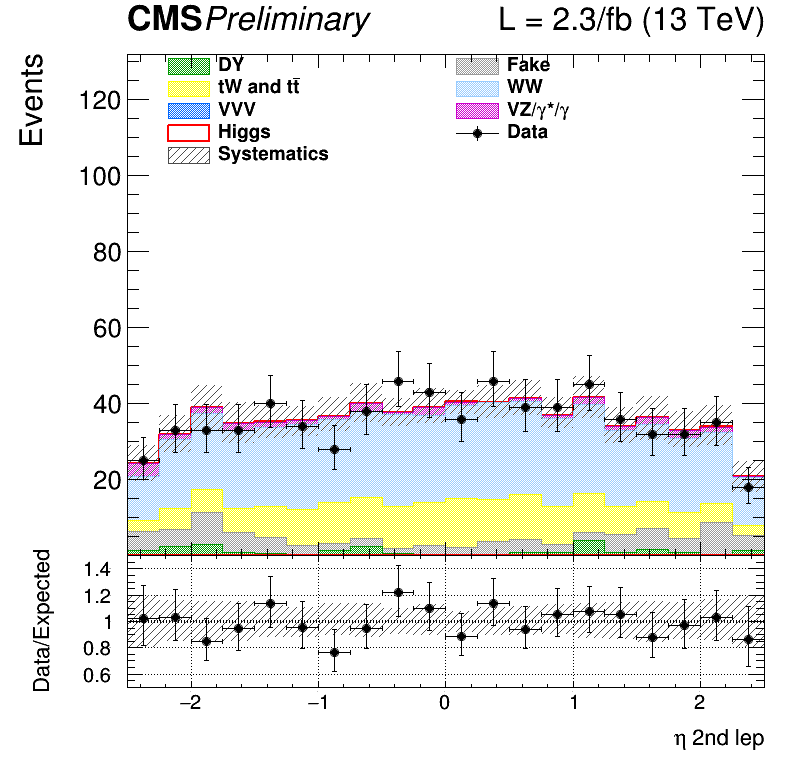 CMS Preliminary L = 2.3/fb (13 TeV)
Events
DY Fake
tW and tt̄ WW
VVV VZ/γ*/γ
Higgs Data
Systematics
120
100
80
60
40
20
Data/Expected
1.4
1.2
1
0.8
0.6
−2 −1 0 1 2
η 2nd lep